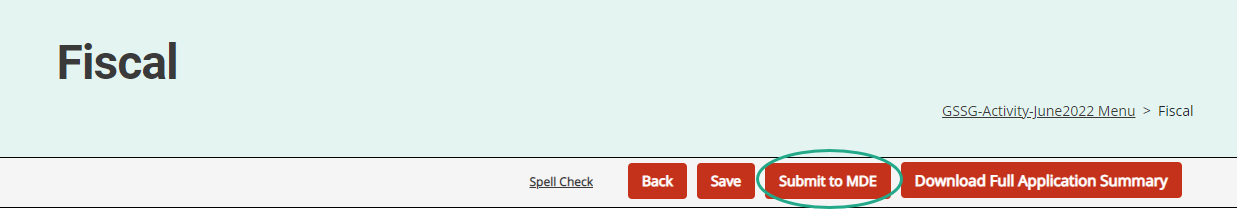 Fiscal
GSSG-Activity-June2022 Menu > Fiscal
Spell Check Back Save Submit to MDE Download Full Application Summary